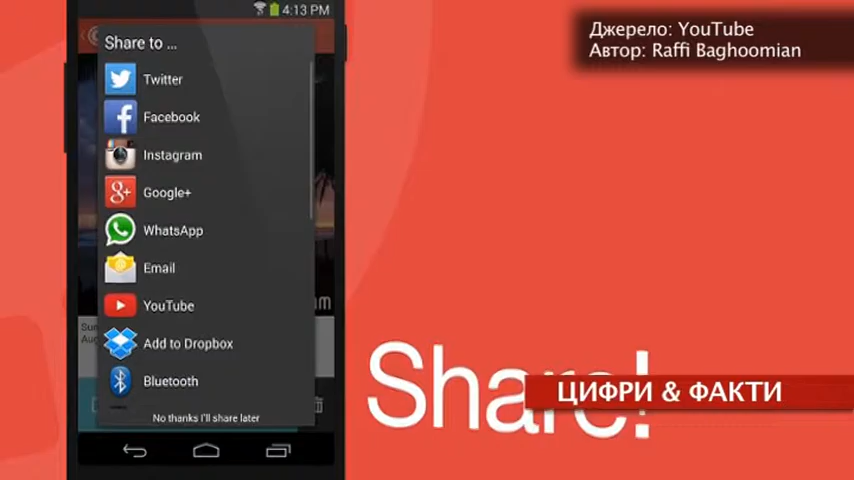 4:13 PM
Share to ...
Twitter
Facebook
Instagram
Google+
WhatsApp
Email
YouTube
Add to Dropbox
Bluetooth
No thanks I'll share later
Джерело: YouTube
Автор: Raffi Baghoomian
Share!
ЦИФРИ & ФАКТИ